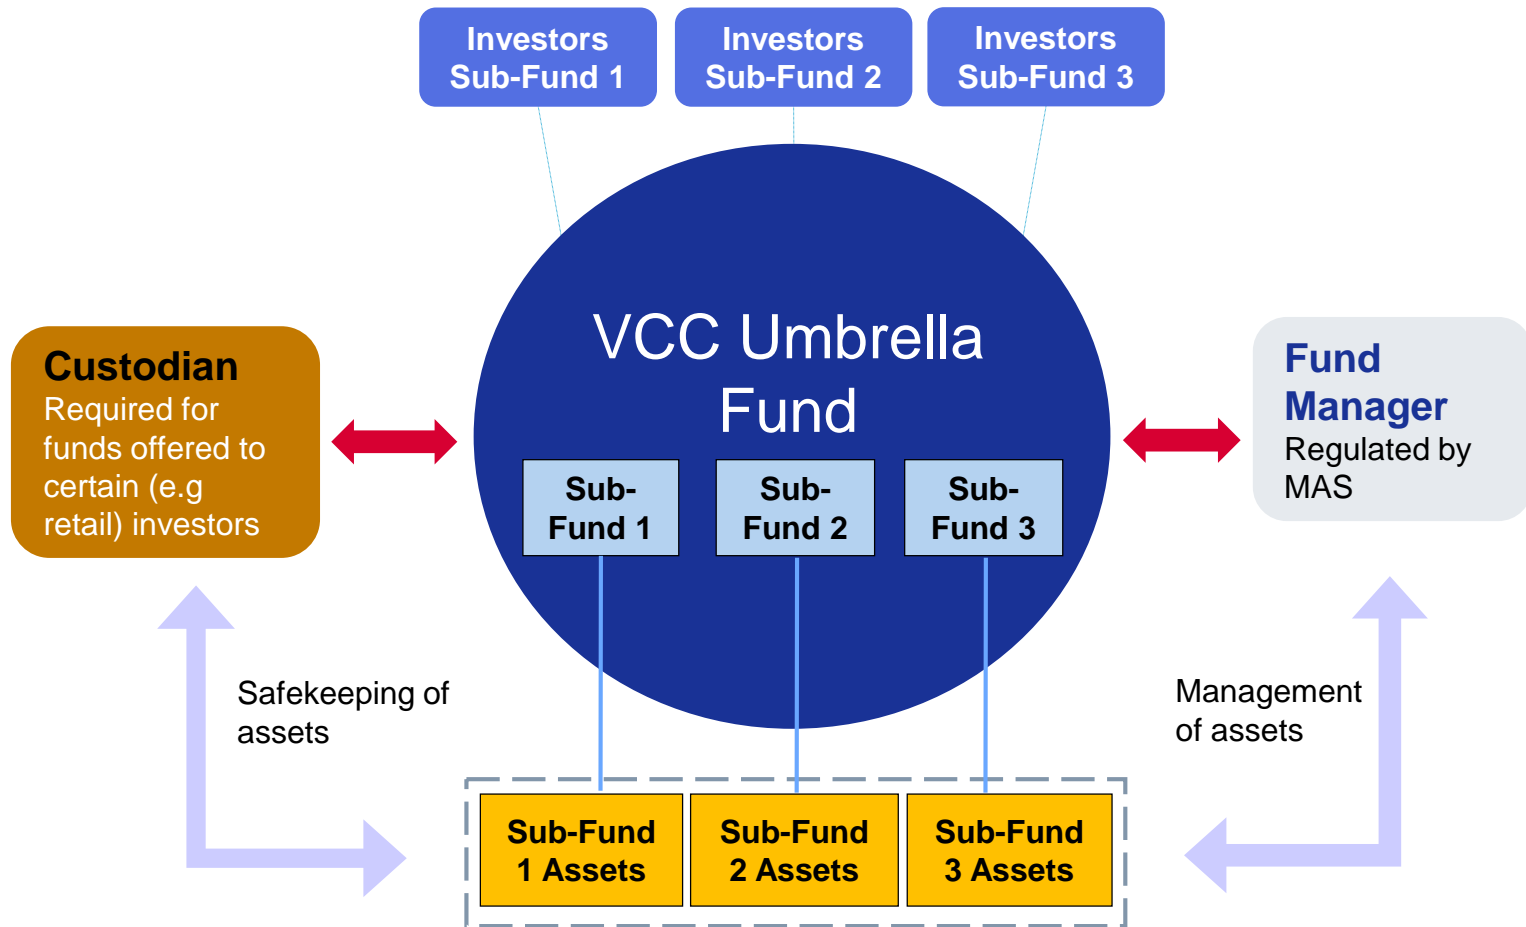 Investors
Sub-Fund 1
Investors
Sub-Fund 2
Investors
Sub-Fund 3
VCC Umbrella
Fund
Custodian
Required for
funds offered to
certain (e.g
retail) investors
Fund
Manager
Regulated by
MAS
Sub-
Fund 1
Sub-
Fund 2
Sub-
Fund 3
Safekeeping of
assets
Management
of assets
Sub-Fund
1 Assets
Sub-Fund
2 Assets
Sub-Fund
3 Assets